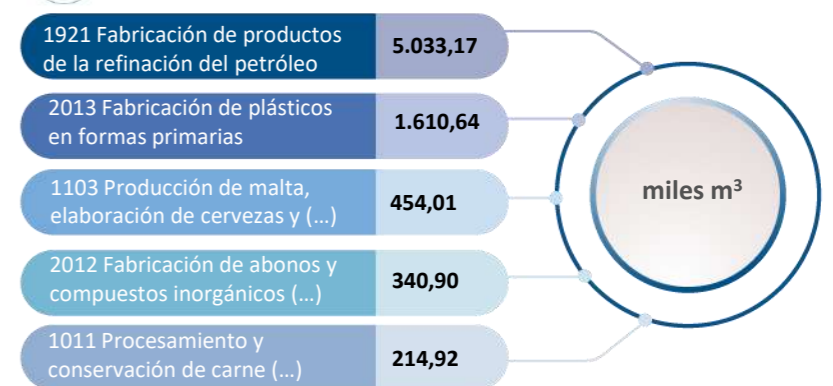 1921 Fabricación de productos
de la refinación del petróleo
5.033,17
2013 Fabricación de plásticos
en formas primarias
1.610,64
1103 Producción de malta,
elaboración de cervezas y (...)
454,01
2012 Fabricación de abonos y
compuestos inorgánicos (...)
340,90
1011 Procesamiento y
conservación de carne (...)
214,92
miles m³